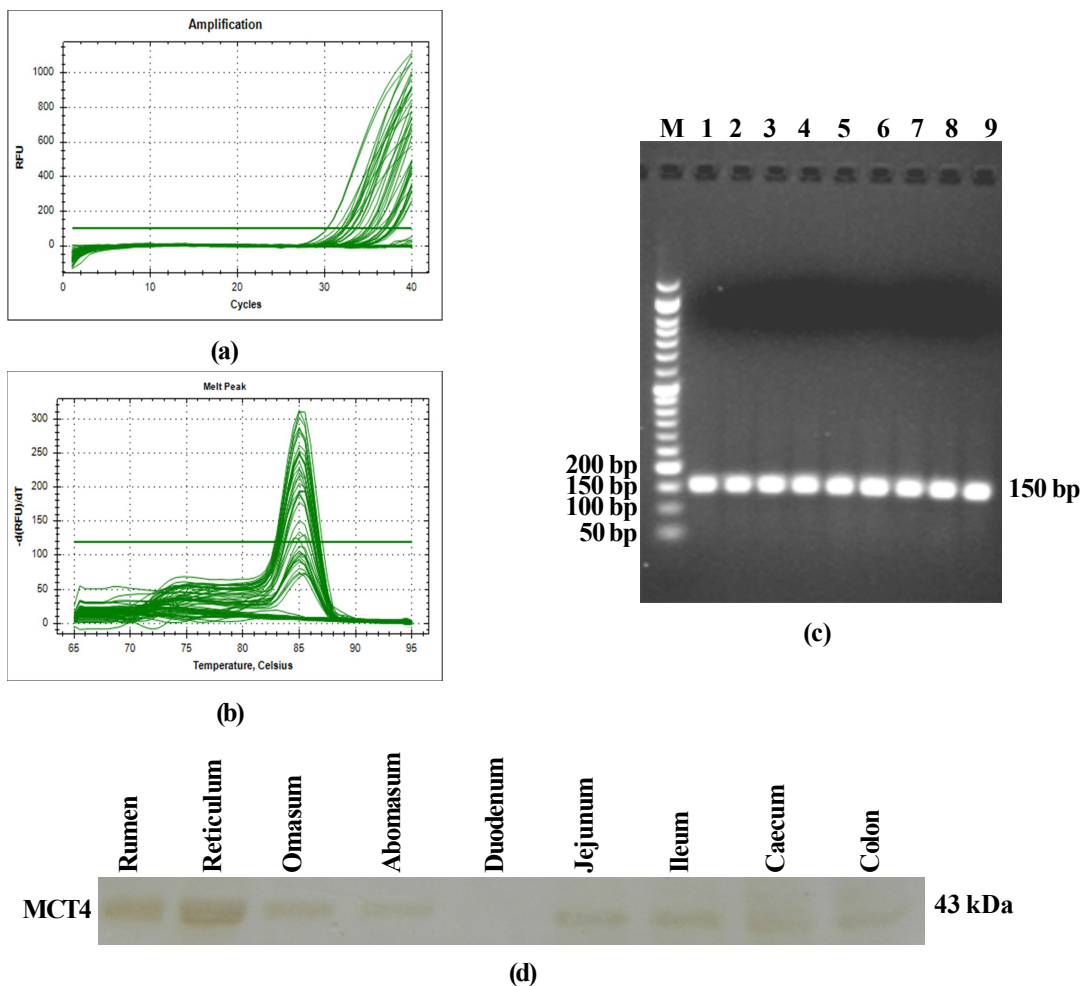 Amplification
1000
800
600
400
200
0
RFU
0 10 20 30 40
Cycles
(a)
Melt Peak
300
250
200
150
100
50
0
-d(RFU)/dT
65 70 75 80 85 90 95
Temperature, Celsius
(b)
M 1 2 3 4 5 6 7 8 9
200 bp
150 bp
100 bp
50 bp
150 bp
(c)
Rumen
Reticulum
Omasum
Abomasum
Duodenum
Jejunum
Ileum
Caecum
Colon
MCT4
43 kDa
(d)